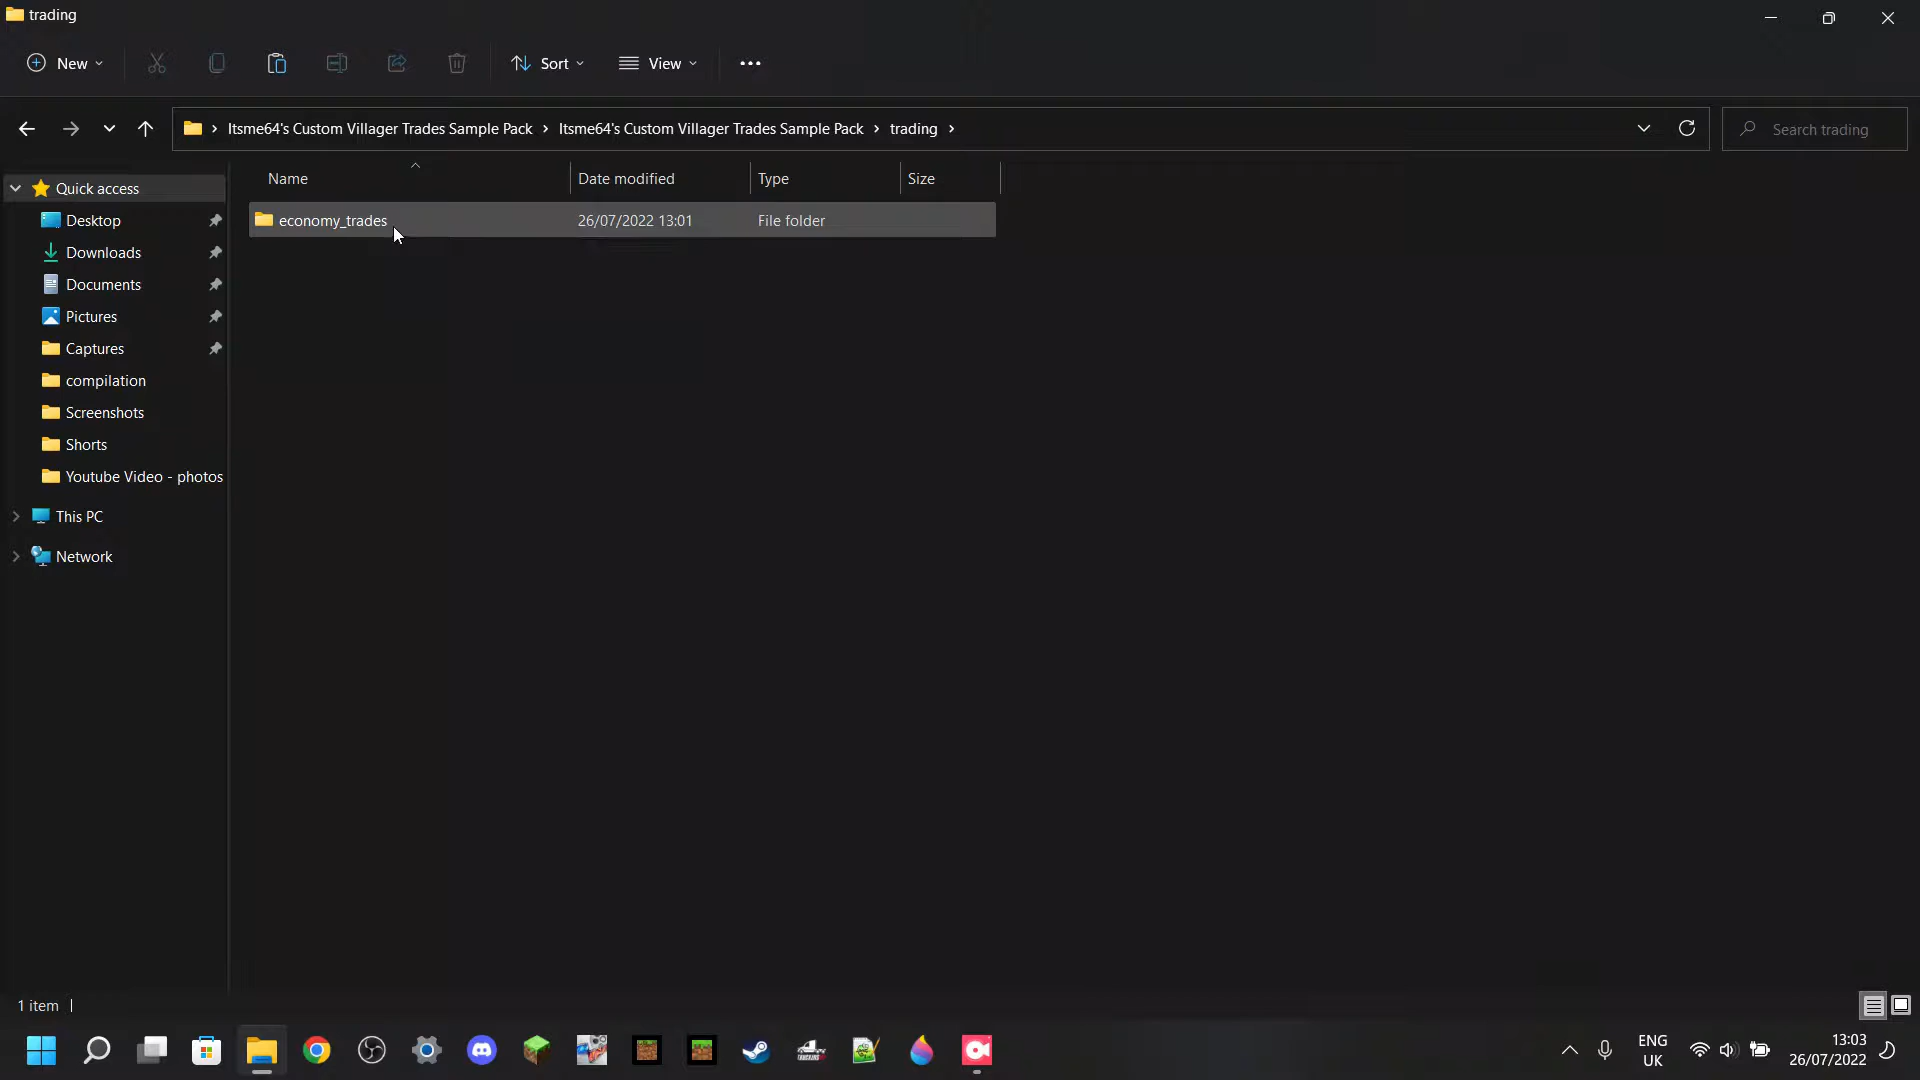 trading
New
Sort
View
Itsme64's Custom Villager Trades Sample Pack
Itsme64's Custom Villager Trades Sample Pack
trading
Search trading
Name
Date modified
Type
Size
economy_trades
26/07/2022 13:01
File folder
Quick access
Desktop
Downloads
Documents
Pictures
Captures
compilation
Screenshots
Shorts
Youtube Video - photos
This PC
Network
1 item
ENG
UK
13:03
26/07/2022